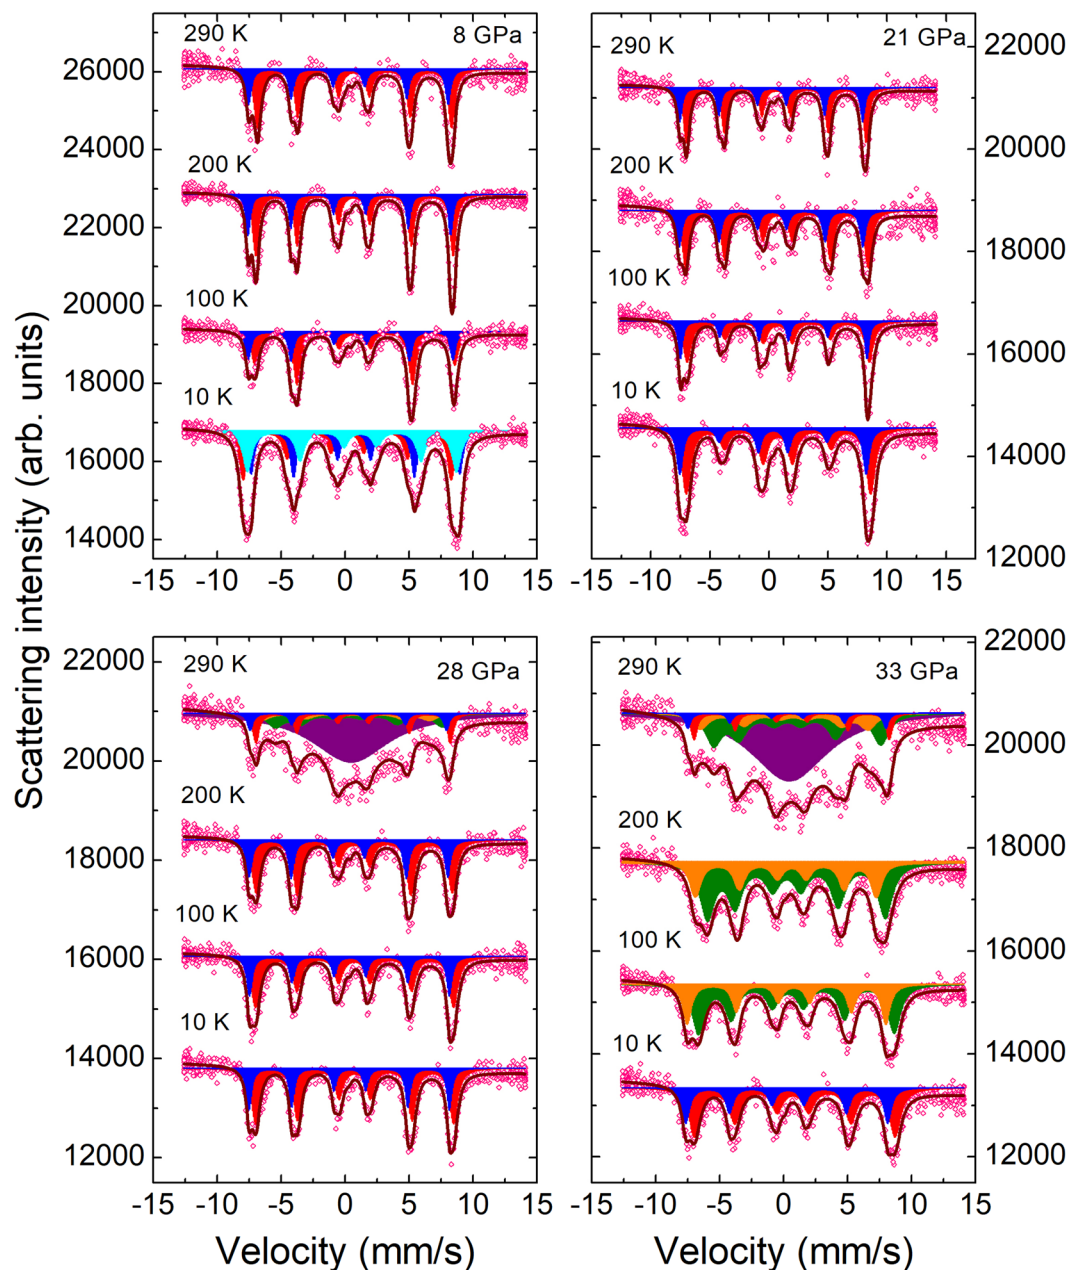 290 K
8 GPa
26000
24000
200 K
22000
20000
100 K
18000
10 K
16000
14000
-15 -10 -5 0 5 10 15
290 K
21 GPa
22000
20000
200 K
18000
100 K
16000
10 K
14000
12000
-15 -10 -5 0 5 10 15
Scattering intensity (arb. units)
22000
290 K
28 GPa
20000
200 K
18000
100 K
16000
10 K
14000
12000
-15 -10 -5 0 5 10 15
Velocity (mm/s)
22000
290 K
33 GPa
20000
200 K
18000
100 K
16000
10 K
14000
12000
-15 -10 -5 0 5 10 15
Velocity (mm/s)